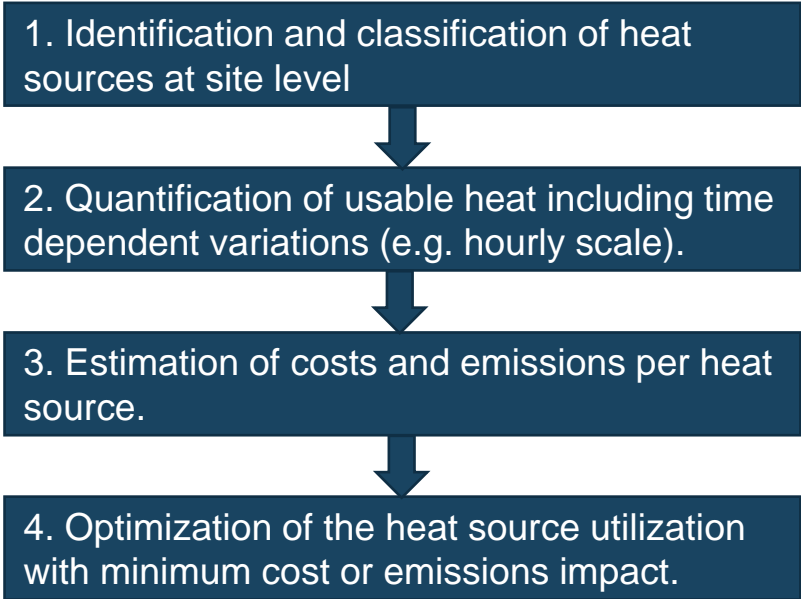 1. Identification and classification of heat
sources at site level
2. Quantification of usable heat including time
dependent variations (e.g. hourly scale).
3. Estimation of costs and emissions per heat
source.
4. Optimization of the heat source utilization
with minimum cost or emissions impact.